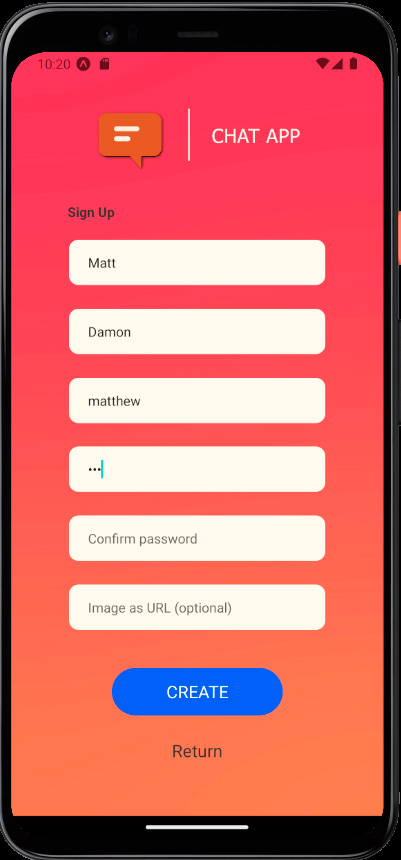 10:20
CHAT APP
Sign Up
Matt
Damon
matthew
•••
Confirm password
Image as URL (optional)
CREATE
Return